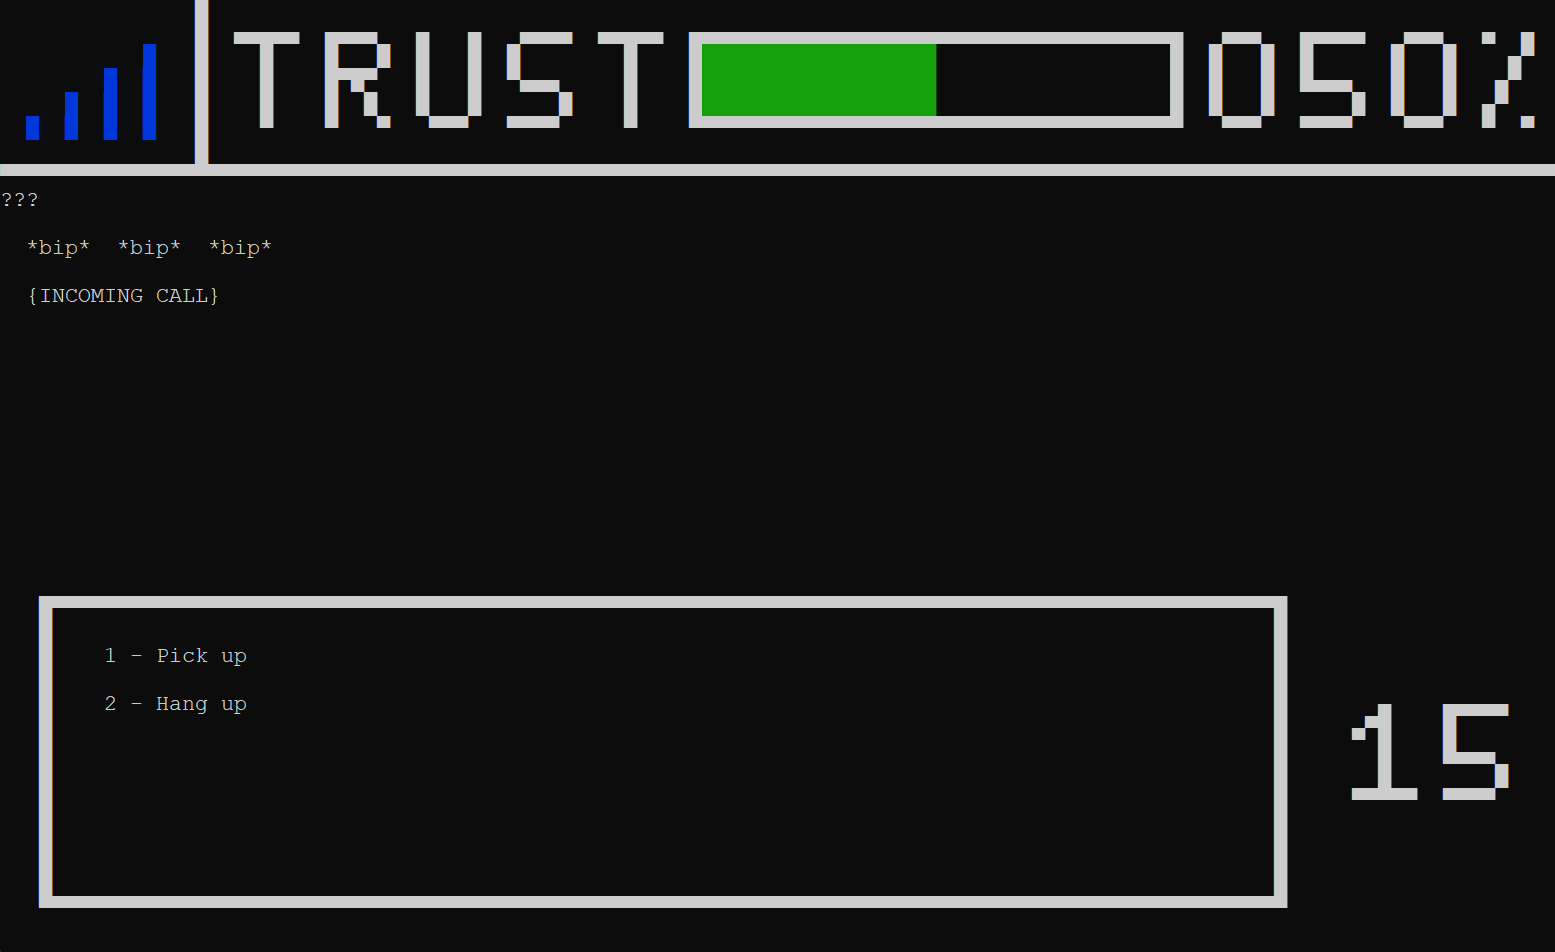 TRUST 050%
???
*bip*  *bip*  *bip*
{INCOMING CALL}
1 - Pick up
2 - Hang up
15